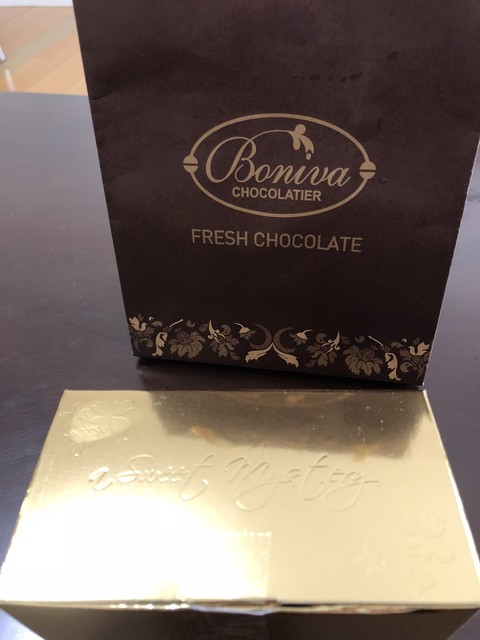 Boniva
CHOCOLATIER
FRESH CHOCOLATE
a Sweet Mystery